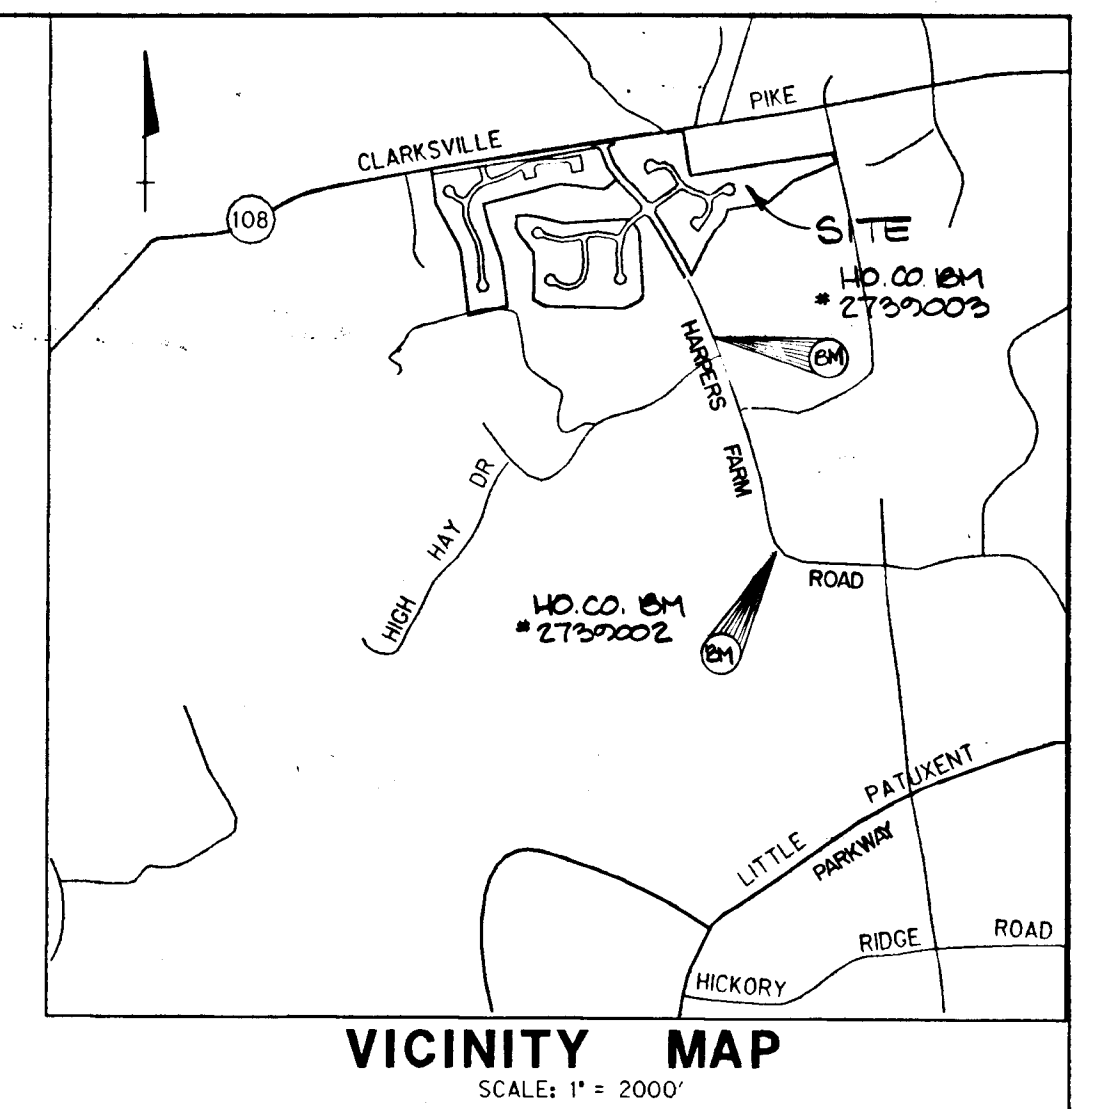 PIKE
CLARKSVILLE
108
SITE
HO. CO. BM
# 2739003
BM
HARPERS
FARM
ROAD
HIGH HAY DR
HO. CO. BM
# 2739002
BM
LITTLE PATUXENT
PARKWAY
HICKORY RIDGE ROAD
VICINITY MAP
SCALE: 1" = 2000'